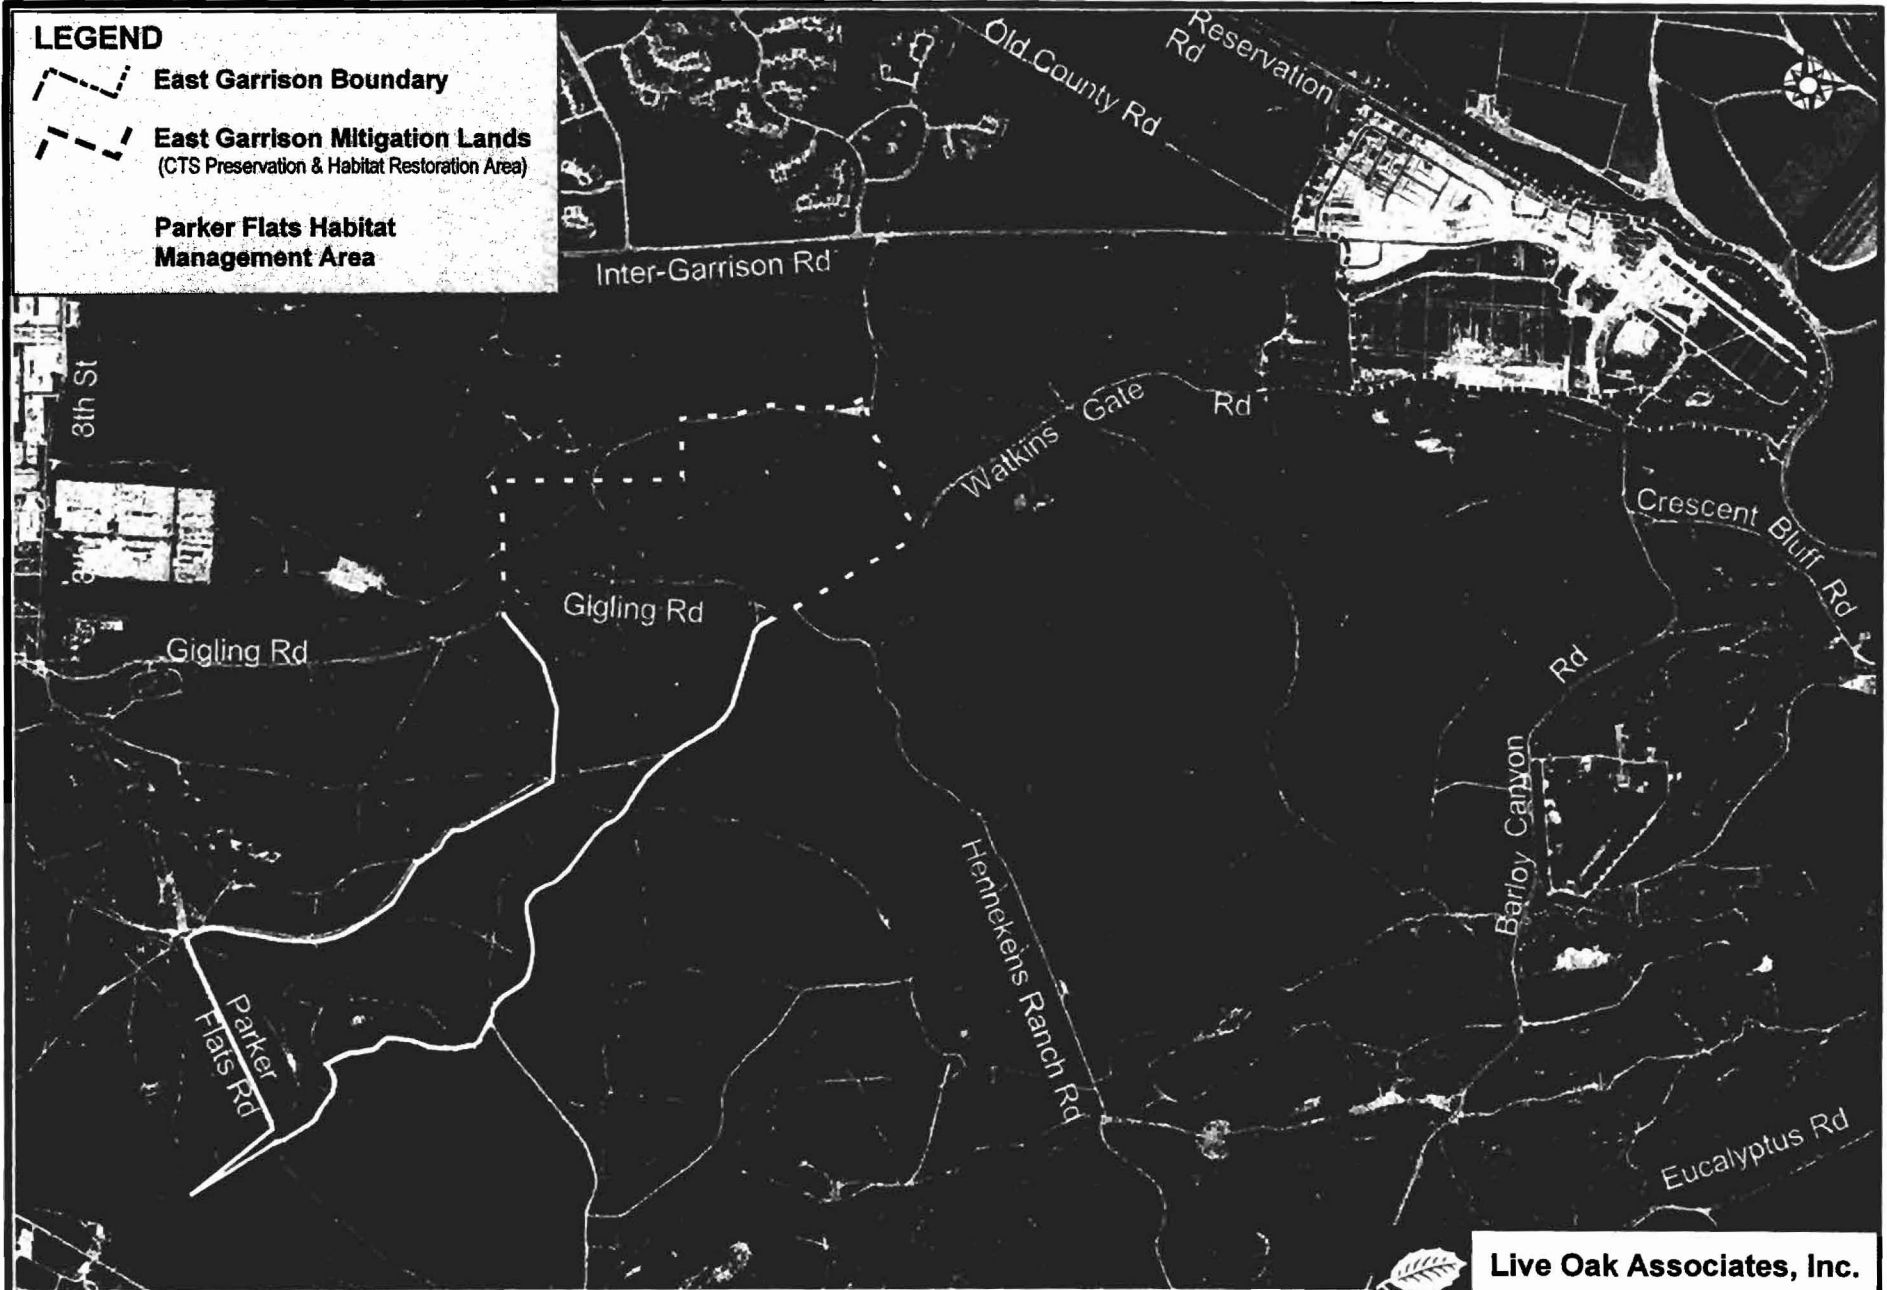 LEGEND
East Garrison Boundary
East Garrison Mitigation Lands
(CTS Preservation & Habitat Restoration Area)
Parker Flats Habitat
Management Area
Old County Rd
Reservation
Rd
Inter-Garrison Rd
3th St
Watkins Gate Rd
Crescent Bluff Rd
Gigling Rd
Gigling Rd
Barloy Canyon Rd
Hennekens Ranch Rd
Parker
Flats Rd
Eucalyptus Rd
Live Oak Associates, Inc.